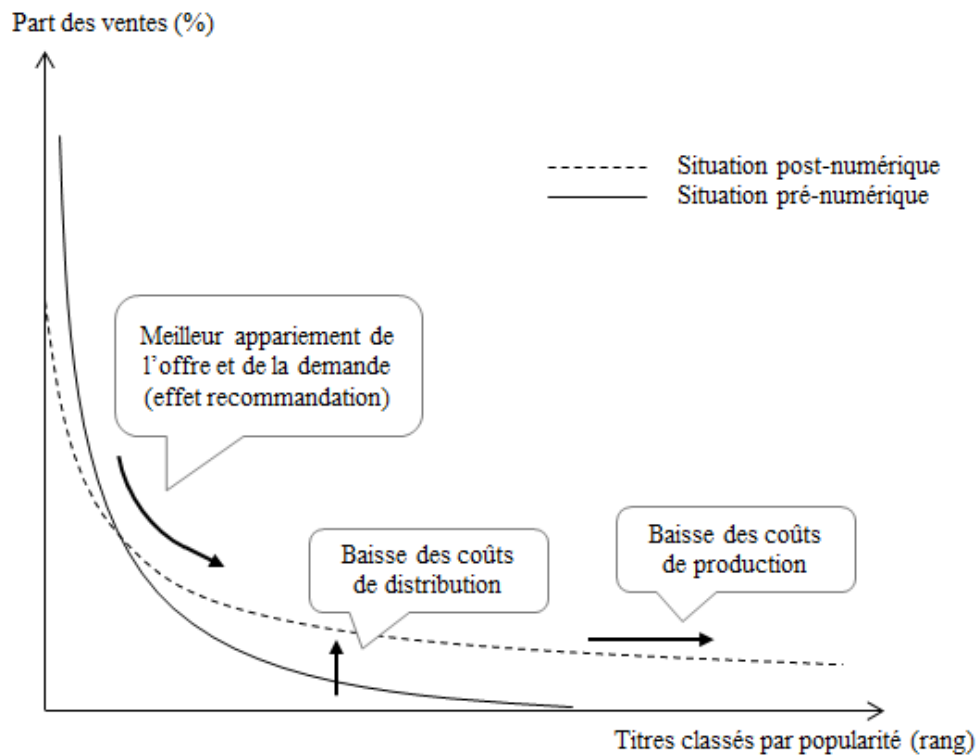 Part des ventes (%)
Situation post-numérique
Situation pré-numérique
Meilleur appariement de
l’offre et de la demande
(effet recommandation)
Baisse des coûts
de distribution
Baisse des coûts
de production
Titres classés par popularité (rang)